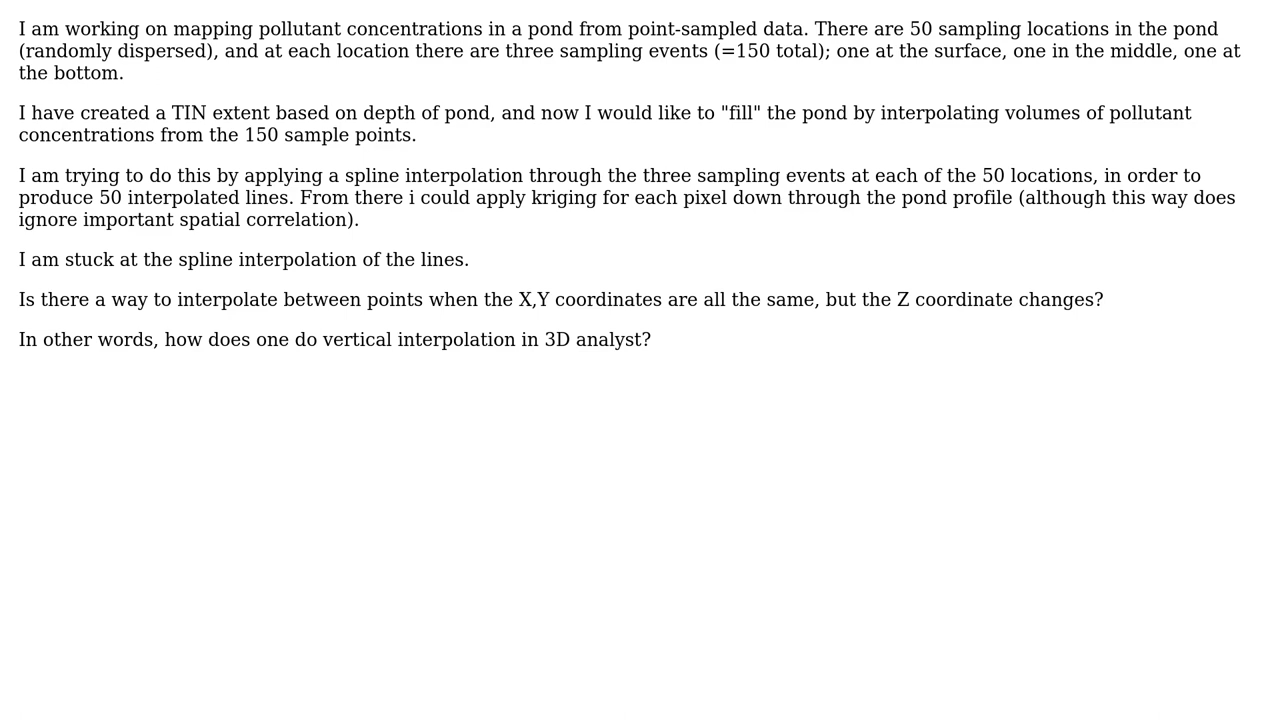 I am working on mapping pollutant concentrations in a pond from point-sampled data. There are 50 sampling locations in the pond
(randomly dispersed), and at each location there are three sampling events (=150 total); one at the surface, one in the middle, one at
the bottom.
I have created a TIN extent based on depth of pond, and now I would like to "fill" the pond by interpolating volumes of pollutant
concentrations from the 150 sample points.
I am trying to do this by applying a spline interpolation through the three sampling events at each of the 50 locations, in order to
produce 50 interpolated lines. From there i could apply kriging for each pixel down through the pond profile (although this way does
ignore important spatial correlation).
I am stuck at the spline interpolation of the lines.
Is there a way to interpolate between points when the X,Y coordinates are all the same, but the Z coordinate changes?
In other words, how does one do vertical interpolation in 3D analyst?